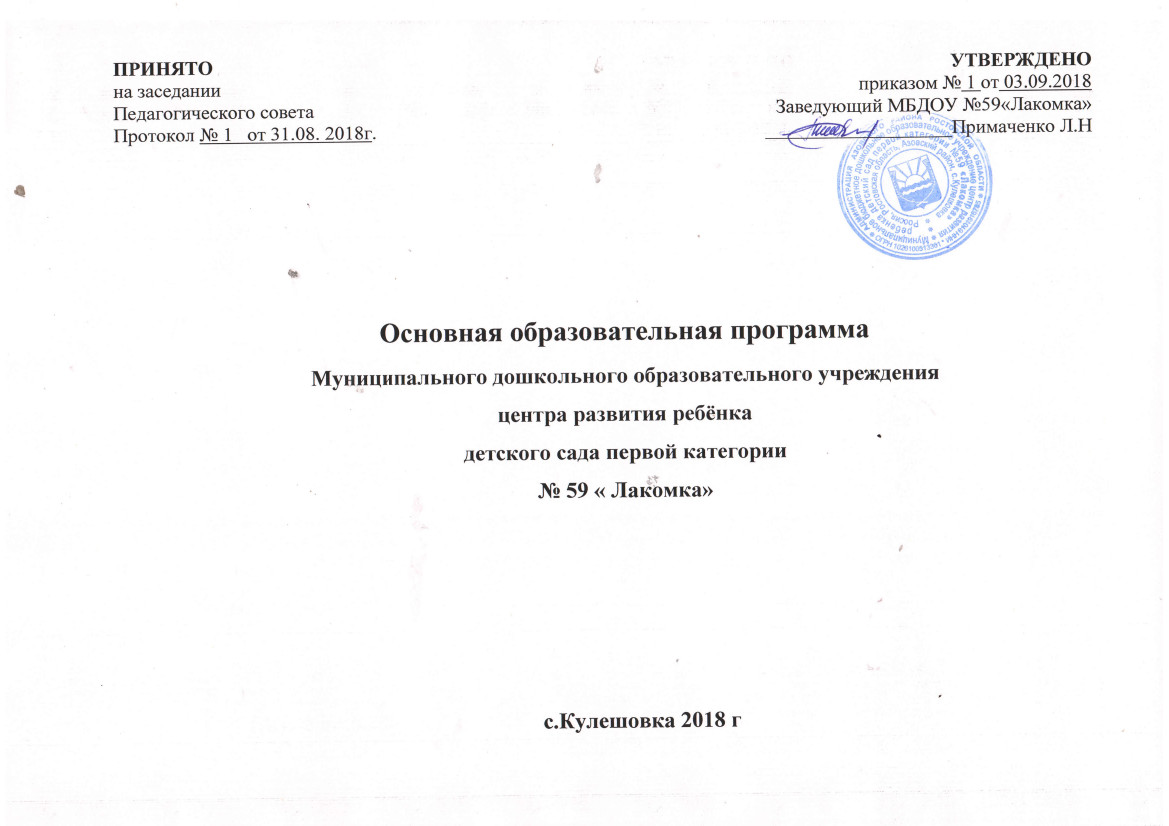 ПРИНЯТО
на заседании
Педагогического совета
Протокол № 1 от 31.08. 2018г.
УТВЕРЖДЕНО
приказом № 1 от 03.09.2018
Заведующий МБДОУ №59«Лакомка»
Примаченко Л.Н
Основная образовательная программа
Муниципального дошкольного образовательного учреждения
центра развития ребёнка
детского сада первой категории
№ 59 « Лакомка»
с.Кулешовка 2018 г